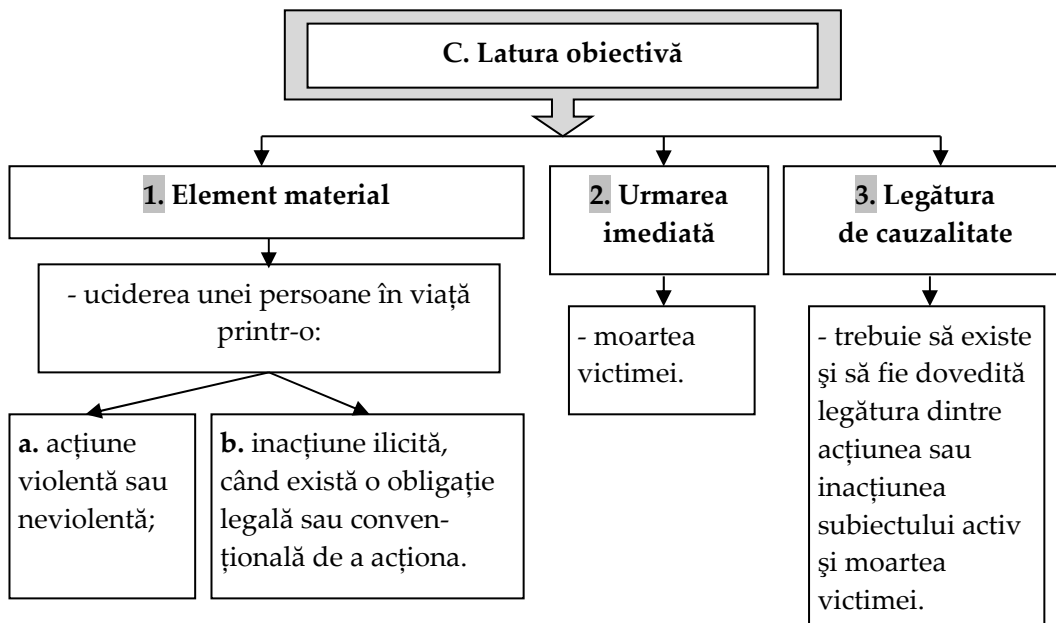 C. Latura obiectivă
1. Element material
- uciderea unei persoane în viață
printr-o:
a. acțiune
violentă sau
neviolentă;
b. inacțiune ilicită,
când există o obligație
legală sau conven-
țională de a acționa.
2. Urmarea
imediată
- moartea
victimei.
3. Legătura
de cauzalitate
- trebuie să existe
şi să fie dovedită
legătura dintre
acțiunea sau
inacțiunea
subiectului activ
şi moartea
victimei.